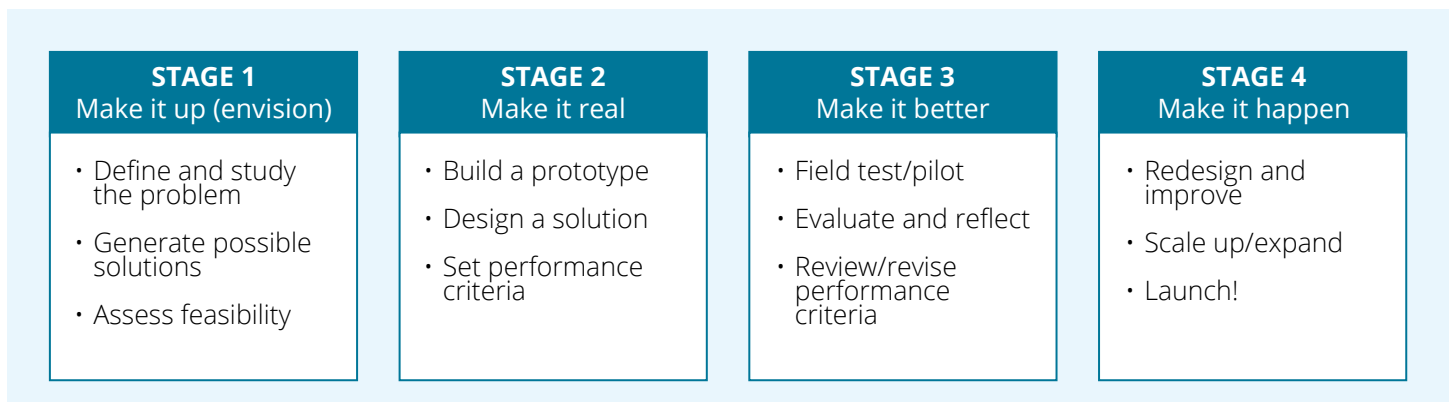 STAGE 1
Make it up (envision)
• Define and study
the problem
• Generate possible
solutions
• Assess feasibility
STAGE 2
Make it real
• Build a prototype
• Design a solution
• Set performance
criteria
STAGE 3
Make it better
• Field test/pilot
• Evaluate and reflect
• Review/revise
performance
criteria
STAGE 4
Make it happen
• Redesign and
improve
• Scale up/expand
• Launch!